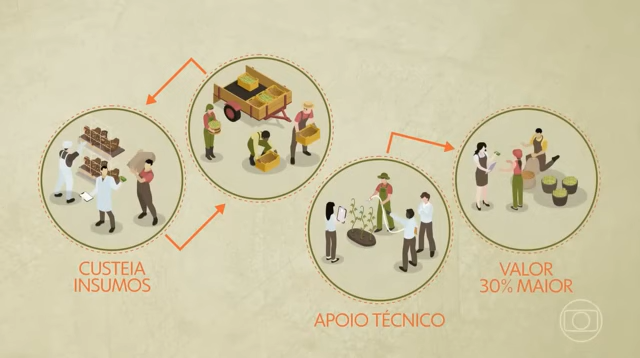 CUSTEIA
INSUMOS
APOIO TÉCNICO
VALOR
30% MAIOR